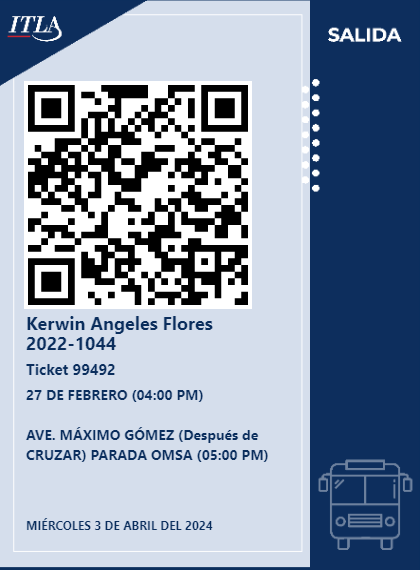 ITLA
SALIDA
Kerwin Angeles Flores
2022-1044
Ticket 99492
27 DE FEBRERO (04:00 PM)
AVE. MÁXIMO GÓMEZ (Después de
CRUZAR) PARADA OMSA (05:00 PM)
MIÉRCOLES 3 DE ABRIL DEL 2024